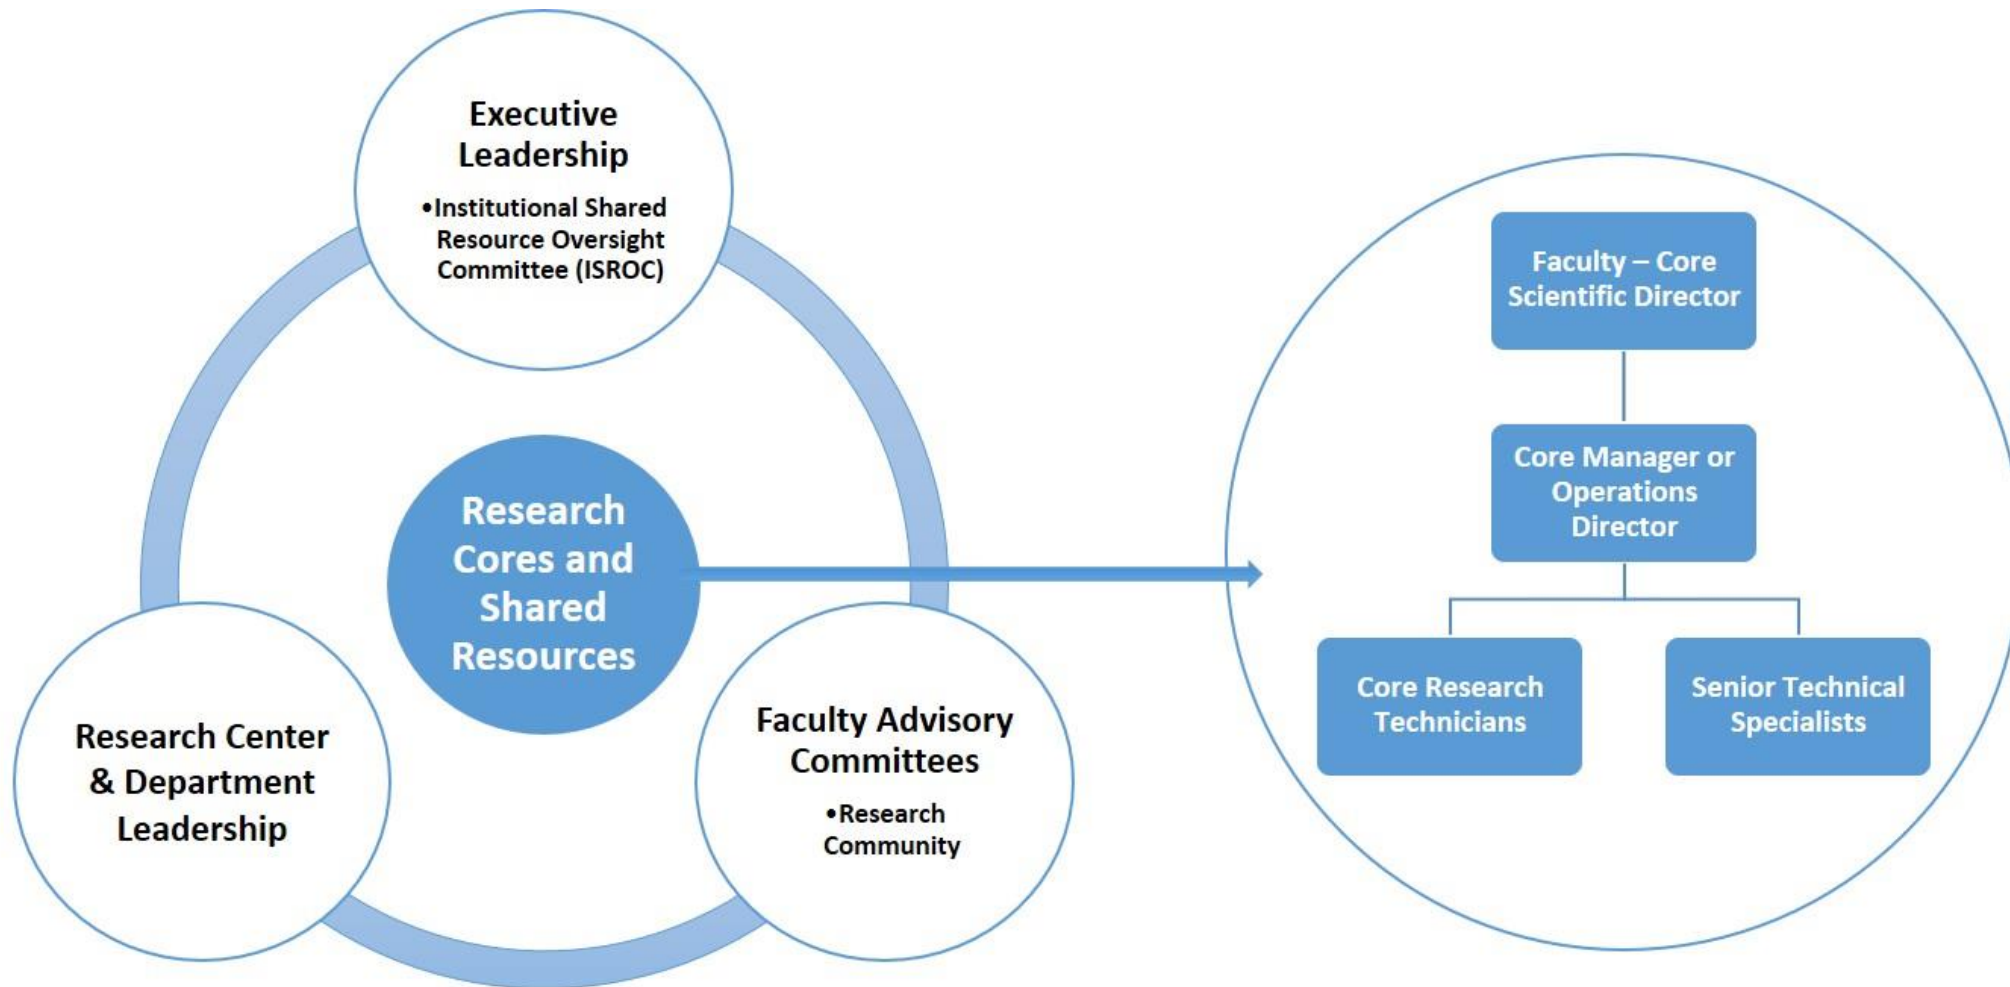 Executive
Leadership
•Institutional Shared
Resource Oversight
Committee (ISROC)
Research
Cores and
Shared
Resources
Research Center
& Department
Leadership
Faculty Advisory
Committees
•Research
Community
Faculty – Core
Scientific Director
Core Manager or
Operations
Director
Core Research
Technicians
Senior Technical
Specialists